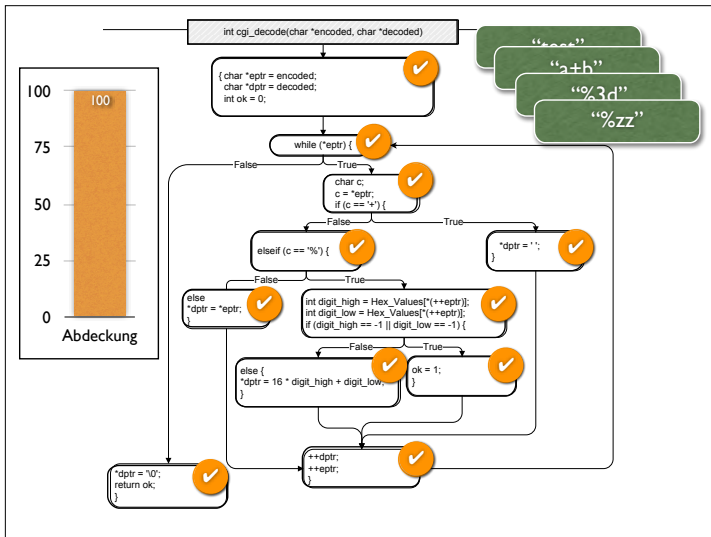 int cgi_decode(char *encoded, char *decoded)
"test"
"a+b"
"%3d"
"%zz"
{ char *eptr = encoded;
char *dptr = decoded;
int ok = 0;
100
100
75
50
25
0
Abdeckung
while (*eptr) {
False
True
char c;
c = *eptr;
if (c == '+') {
False
True
elseif (c == '%') {
*dptr = ' ';
}
False
True
else
*dptr = *eptr;
}
int digit_high = Hex_Values[*(++eptr)];
int digit_low = Hex_Values[*(++eptr)];
if (digit_high == -1 || digit_low == -1) {
False
True
else {
*dptr = 16 * digit_high + digit_low;
}
ok = 1;
}
++dptr;
++eptr;
}
*dptr = '\0';
return ok;
}